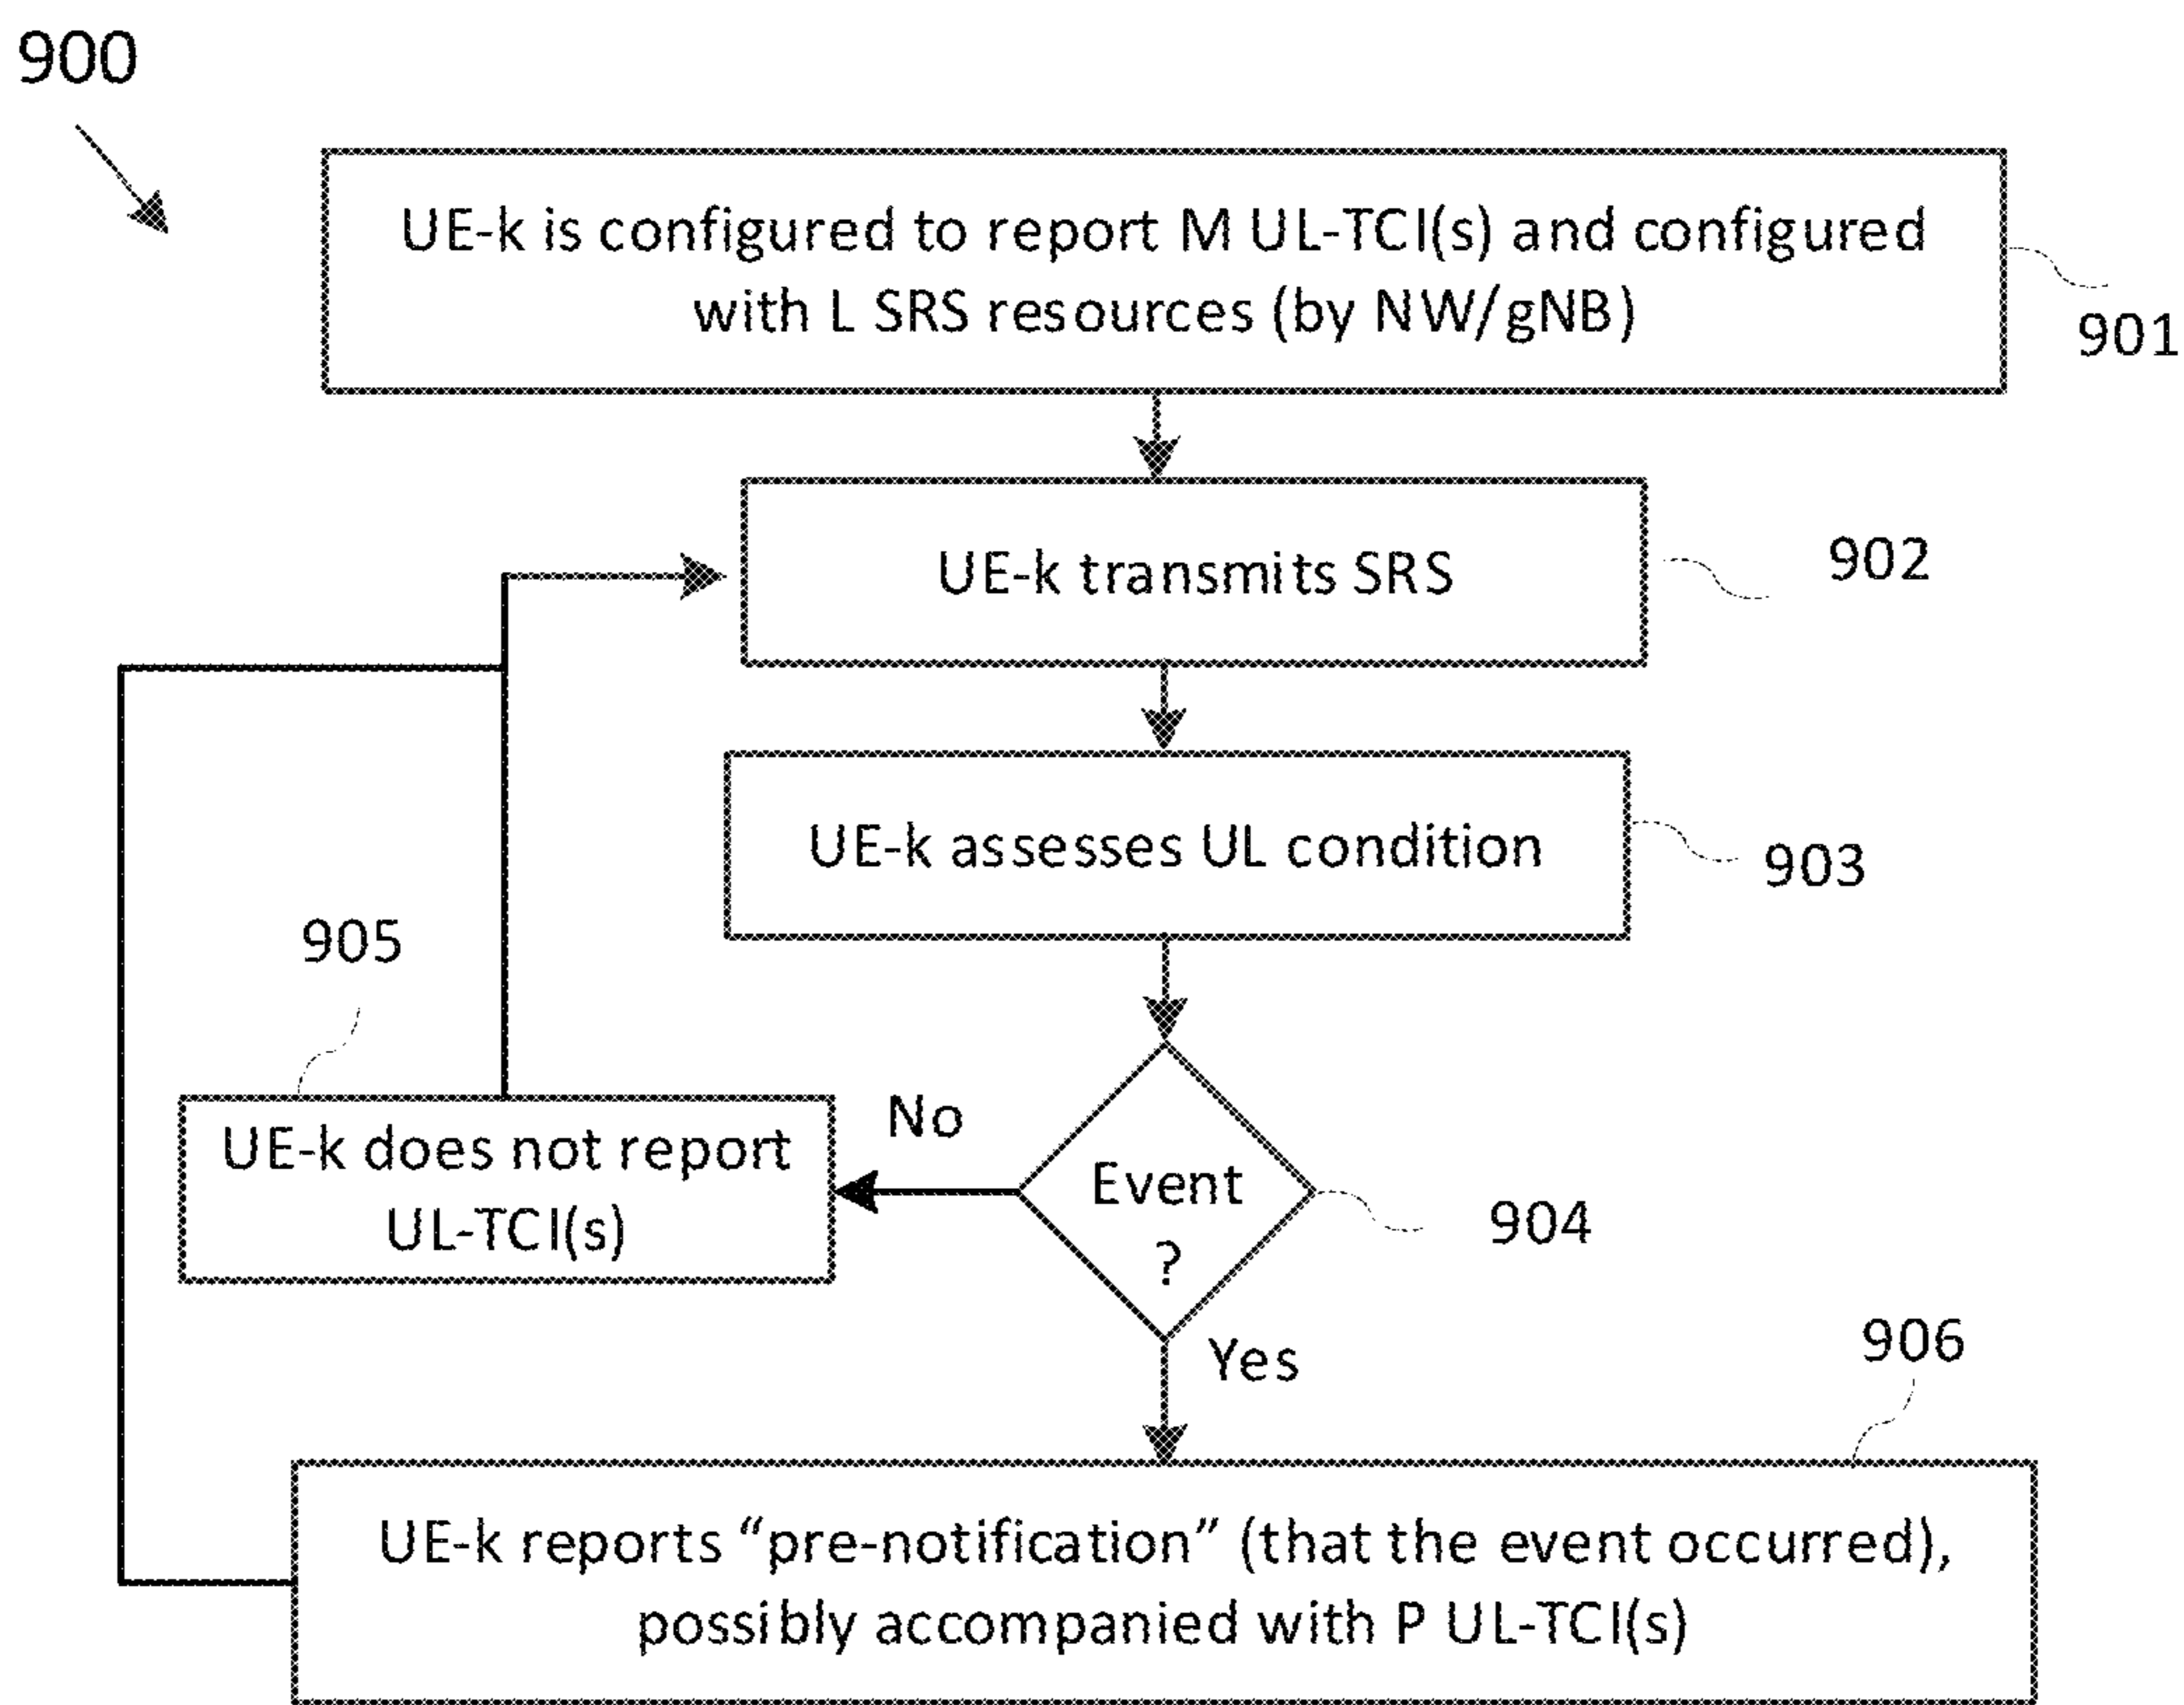 900
UE-k is configured to report M UL-TCI(s) and configured
with L SRS resources (by NW/gNB)
901
UE-k transmits SRS
902
UE-k assesses UL condition
903
905
No
UE-k does not report
UL-TCI(s)
Event
?
904
Yes
906
UE-k reports “pre-notification” (that the event occurred),
possibly accompanied with P UL-TCI(s)